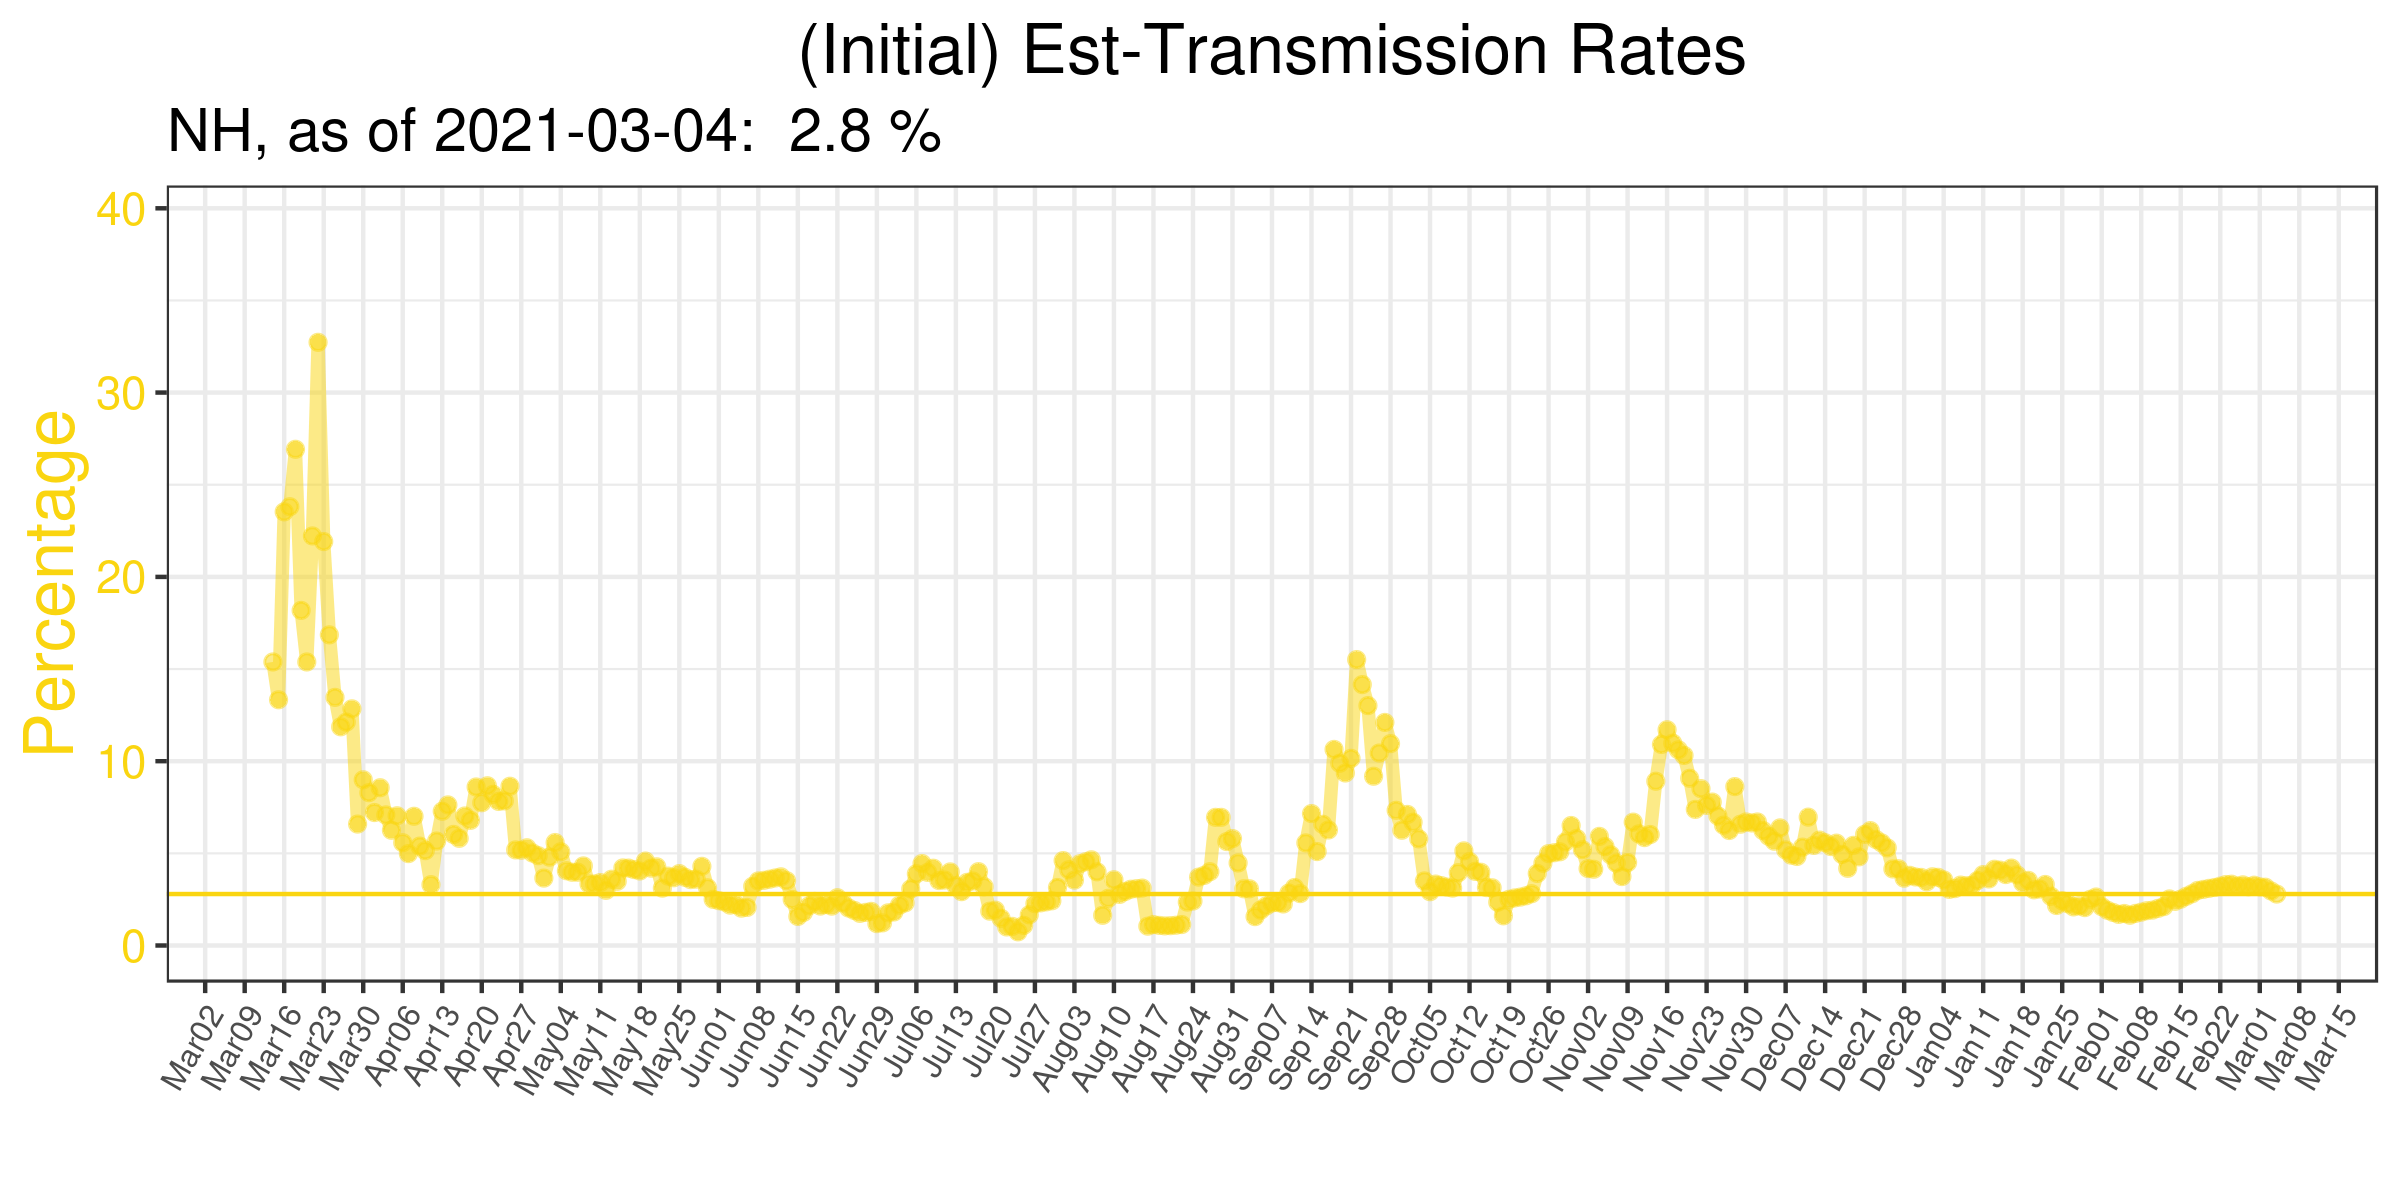 (Initial) Est-Transmission Rates
NH, as of 2021-03-04:  2.8 %
Percentage
40
30
20
10
0
Mar02
Mar09
Mar16
Mar23
Mar30
Apr06
Apr13
Apr20
Apr27
May04
May11
May18
May25
Jun01
Jun08
Jun15
Jun22
Jun29
Jul06
Jul13
Jul20
Jul27
Aug03
Aug10
Aug17
Aug24
Aug31
Sep07
Sep14
Sep21
Sep28
Oct05
Oct12
Oct19
Oct26
Nov02
Nov09
Nov16
Nov23
Nov30
Dec07
Dec14
Dec21
Dec28
Jan04
Jan11
Jan18
Jan25
Feb01
Feb08
Feb15
Feb22
Mar01
Mar08
Mar15